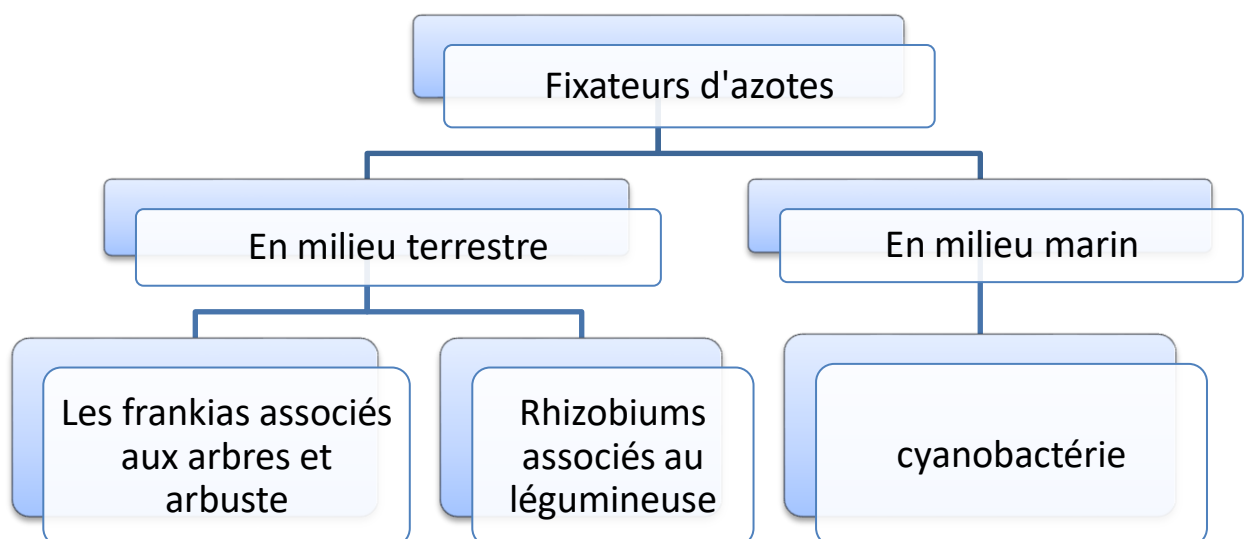 Fixateurs d'azotes
En milieu terrestre
En milieu marin
Les frankias associés
aux arbres et
arbuste
Rhizobiums
associés au
légumineuse
cyanobactérie